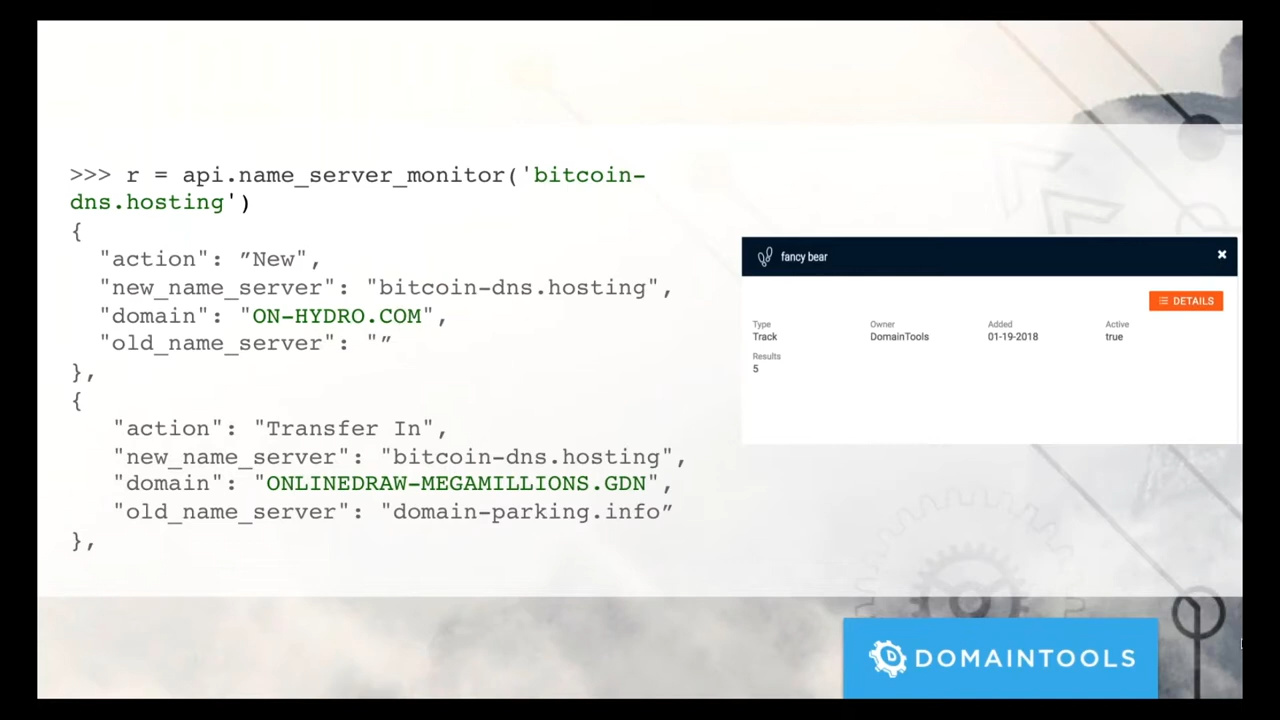 >>> r = api.name_server_monitor('bitcoin-
dns.hosting')
{
"action": ”New",
"new_name_server": "bitcoin-dns.hosting",
"domain": "ON-HYDRO.COM",
"old_name_server": "”
},
{
"action": "Transfer In",
"new_name_server": "bitcoin-dns.hosting",
"domain": "ONLINEDRAW-MEGAMILLIONS.GDN",
"old_name_server": "domain-parking.info”
},
fancy bear
DETAILS
Type Owner Added Active
Track DomainTools 01-19-2018 true
Results
5
DOMAINTOOLS